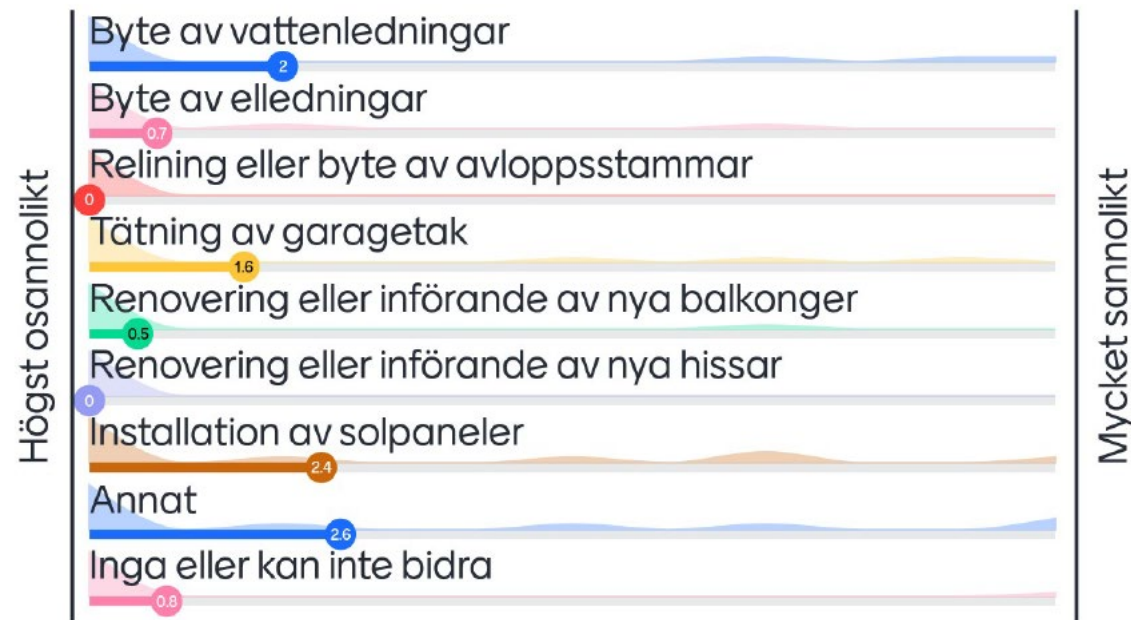 Byte av vattenledningar
2
Byte av elledningar
0.7
Relining eller byte av avloppsstammar
0
Tätning av garagetak
1.6
Renovering eller införande av nya balkonger
0.5
Renovering eller införande av nya hissar
0
Installation av solpaneler
2.4
Annat
2.6
Inga eller kan inte bidra
0.8
Högst osannolikt
Mycket sannolikt